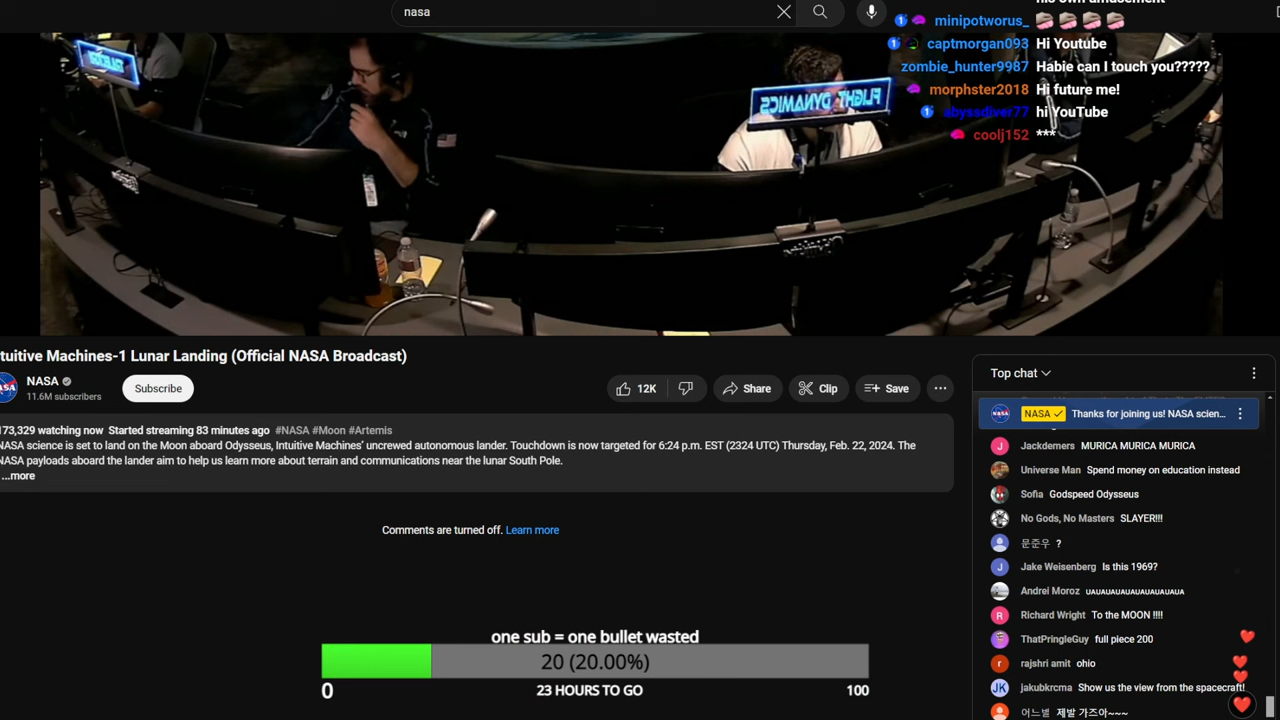 nasa
minipotworus_
captmorgan093 Hi Youtube
zombie_hunter9987 Habie can I touch you?????
morphster2018 Hi future me!
abyssdiver77 hi YouTube
coolj152 ***
FLIGHT DYNAMICS
tuitive Machines-1 Lunar Landing (Official NASA Broadcast)
NASA
11.6M subscribers
Subscribe
12K
Share
Clip
Save
173,329 watching now Started streaming 83 minutes ago #NASA #Moon #Artemis
NASA science is set to land on the Moon aboard Odysseus, Intuitive Machines' uncrewed autonomous lander. Touchdown is now targeted for 6:24 p.m. EST (2324 UTC) Thursday, Feb. 22, 2024. The
NASA payloads aboard the lander aim to help us learn more about terrain and communications near the lunar South Pole.
...more
Comments are turned off. Learn more
one sub = one bullet wasted
20 (20.00%)
0 23 HOURS TO GO 100
Top chat
NASA Thanks for joining us! NASA scien...
Jackdemers MURICA MURICA MURICA
Universe Man Spend money on education instead
Sofia Godspeed Odysseus
No Gods, No Masters SLAYER!!!
문준우 ?
Jake Weisenberg Is this 1969?
Andrei Moroz UAUAUAUAUAUAUAUAUAUA
Richard Wright To the MOON !!!!
ThatPringleGuy full piece 200
rajshri amit ohio
jakubkrcma Show us the view from the spacecraft!
어느별 제발 가즈아~~~